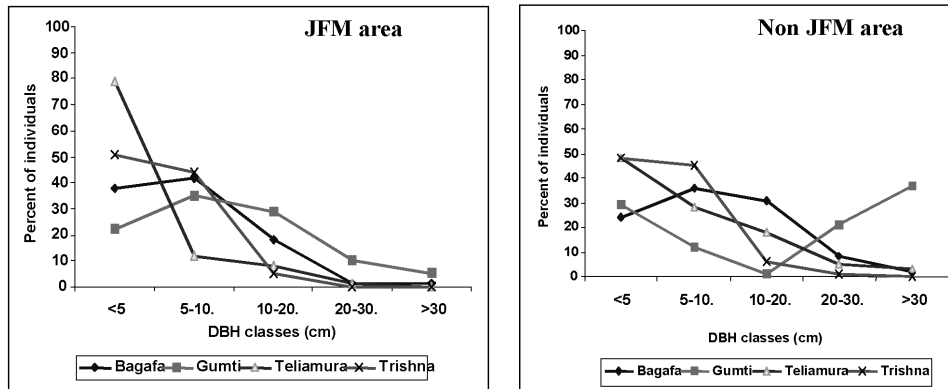 JFM area
Percent of individuals
100
90
80
70
60
50
40
30
20
10
0
<5 5-10. 10-20. 20-30. >30
DBH classes (cm)
Bagafa Gumti Teliamura Trishna
Non JFM area
Percent of individuals
100
90
80
70
60
50
40
30
20
10
0
<5 5-10. 10-20. 20-30. >30
DBH classes (cm)
Bagafa Gumti Teliamura Trishna